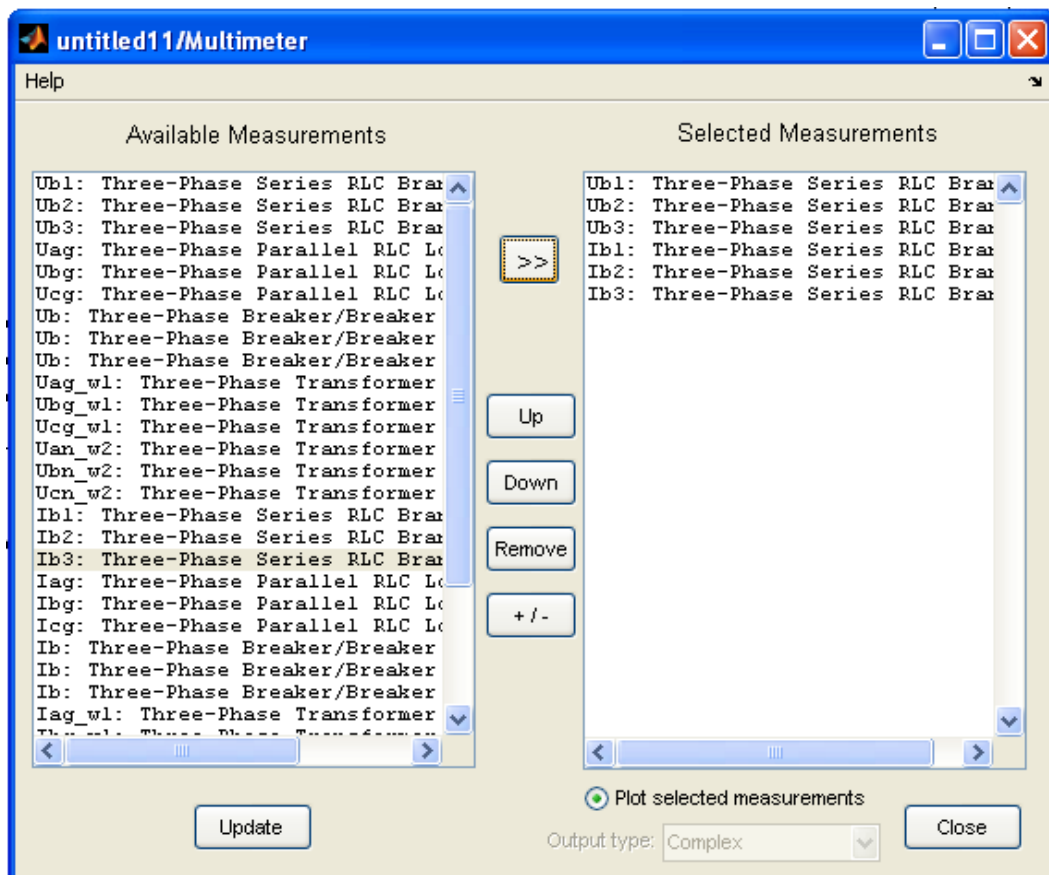 untitled11/Multimeter
Help
Available Measurements
Selected Measurements
Ub1: Three-Phase Series RLC Bran
Ub2: Three-Phase Series RLC Bran
Ub3: Three-Phase Series RLC Bran
Uag: Three-Phase Parallel RLC Lo
Ubg: Three-Phase Parallel RLC Lo
Ucg: Three-Phase Parallel RLC Lo
Ub: Three-Phase Breaker/Breaker
Ub: Three-Phase Breaker/Breaker
Ub: Three-Phase Breaker/Breaker
Uag_w1: Three-Phase Transformer
Ubg_w1: Three-Phase Transformer
Ucg_w1: Three-Phase Transformer
Uan_w2: Three-Phase Transformer
Ubn_w2: Three-Phase Transformer
Ucn_w2: Three-Phase Transformer
Ib1: Three-Phase Series RLC Bran
Ib2: Three-Phase Series RLC Bran
Ib3: Three-Phase Series RLC Bran
Iag: Three-Phase Parallel RLC Lo
Ibg: Three-Phase Parallel RLC Lo
Icg: Three-Phase Parallel RLC Lo
Ib: Three-Phase Breaker/Breaker
Ib: Three-Phase Breaker/Breaker
Ib: Three-Phase Breaker/Breaker
Iag_w1: Three-Phase Transformer
>>
Up
Down
Remove
+ / -
Ub1: Three-Phase Series RLC Bran
Ub2: Three-Phase Series RLC Bran
Ub3: Three-Phase Series RLC Bran
Ib1: Three-Phase Series RLC Bran
Ib2: Three-Phase Series RLC Bran
Ib3: Three-Phase Series RLC Bran
Update
Plot selected measurements
Output type: Complex
Close